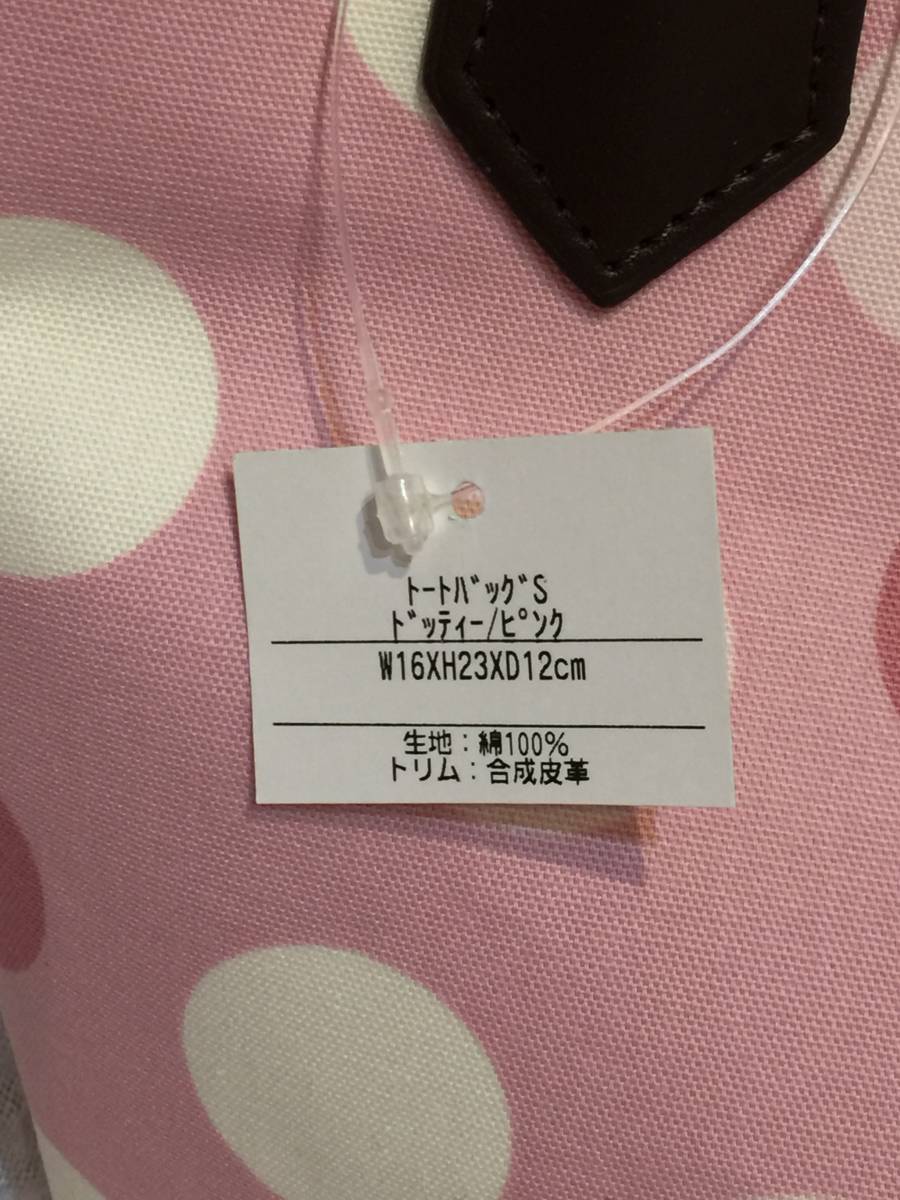 ﾄｰﾄﾊﾞｯｸﾞS
ﾄﾞｯﾃｨｰ/ﾋﾟﾝｸ
W16XH23XD12cm
生地：綿100%
トリム：合成皮革